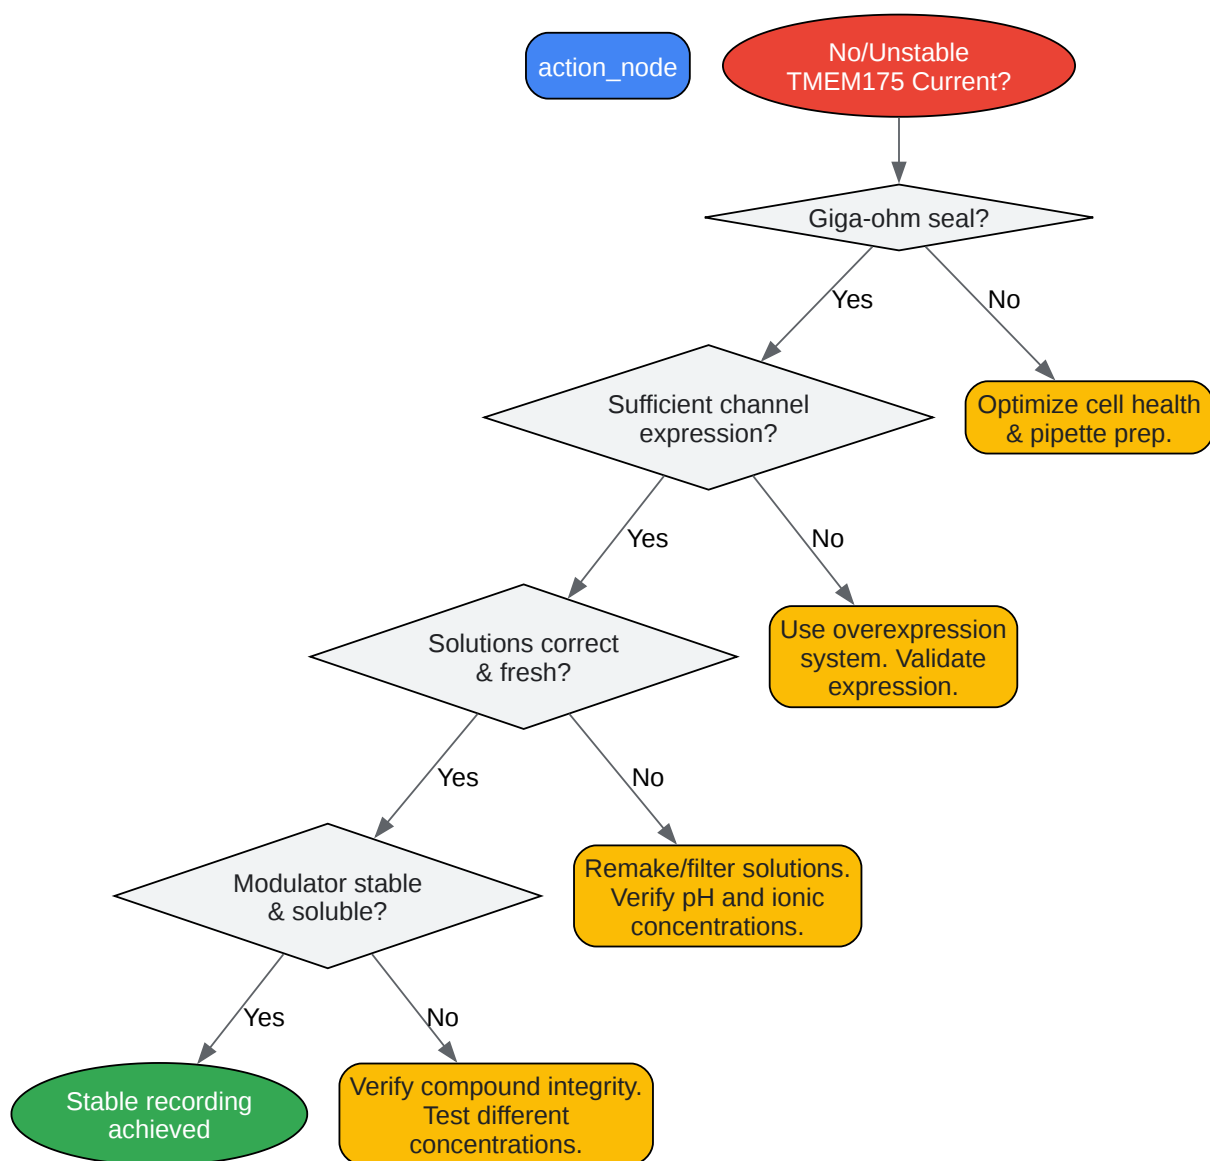 action_node
No/Unstable
TMEM175 Current?
Giga-ohm seal?
Yes
No
Sufficient channel
expression?
Optimize cell health
& pipette prep.
Yes
No
Solutions correct
& fresh?
Use overexpression
system. Validate
expression.
Yes
No
Modulator stable
& soluble?
Remake/filter solutions.
Verify pH and ionic
concentrations.
Yes
No
Stable recording
achieved
Verify compound integrity.
Test different
concentrations.